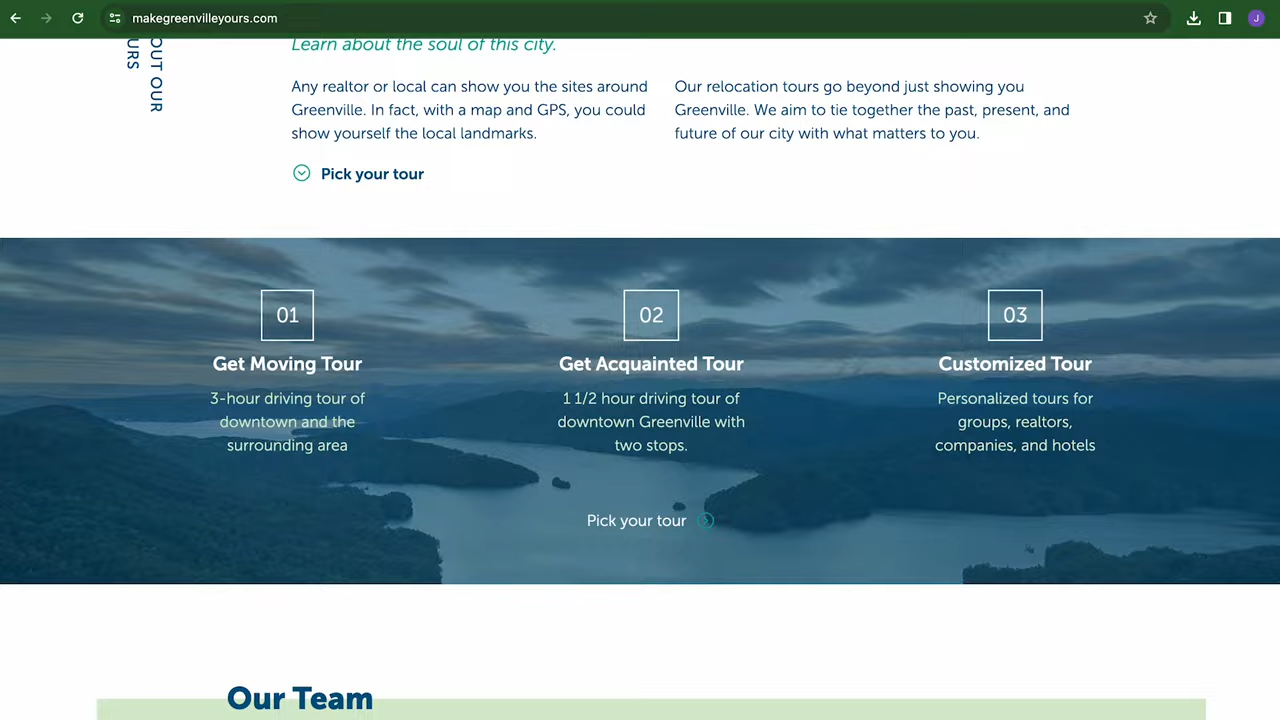 makegreenvilleyours.com
J
OUT OUR
URS
Learn about the soul of this city.
Any realtor or local can show you the sites around
Greenville. In fact, with a map and GPS, you could
show yourself the local landmarks.
Our relocation tours go beyond just showing you
Greenville. We aim to tie together the past, present, and
future of our city with what matters to you.
Pick your tour
01
Get Moving Tour
3-hour driving tour of
downtown and the
surrounding area
02
Get Acquainted Tour
1 1/2 hour driving tour of
downtown Greenville with
two stops.
03
Customized Tour
Personalized tours for
groups, realtors,
companies, and hotels
Pick your tour
Our Team